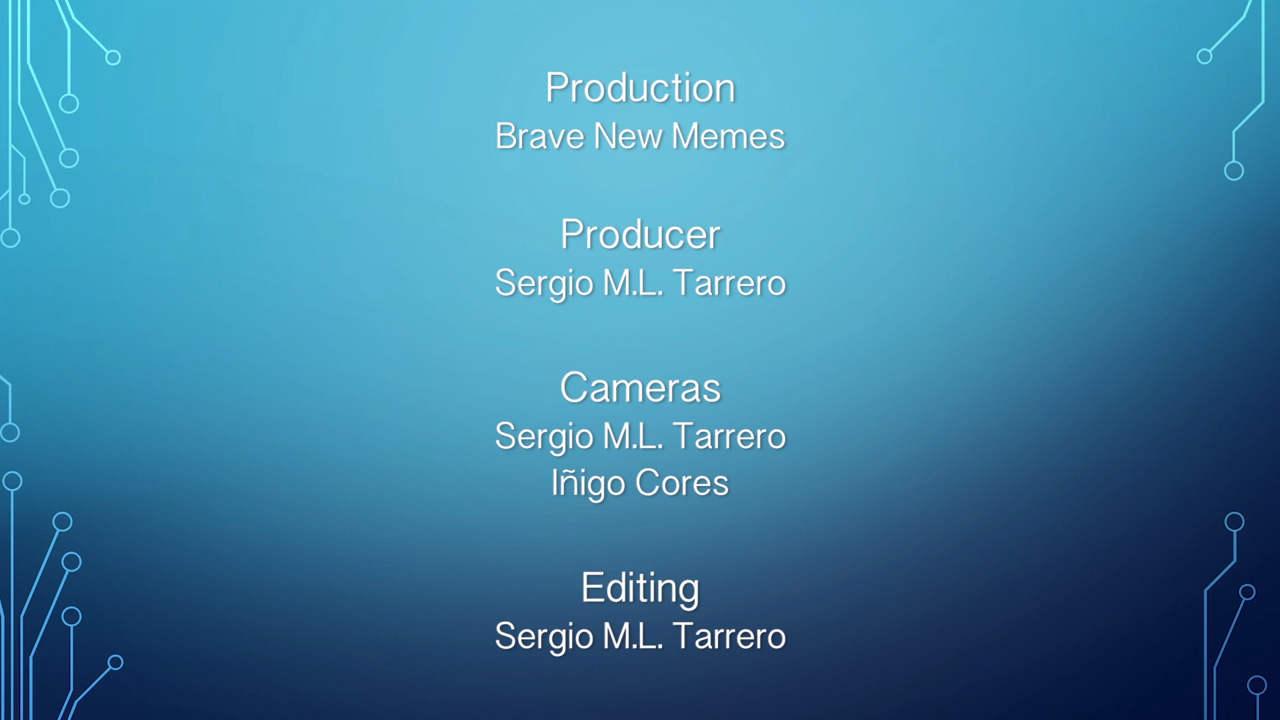 Production
Brave New Memes
Producer
Sergio M.L. Tarrero
Cameras
Sergio M.L. Tarrero
Iñigo Cores
Editing
Sergio M.L. Tarrero